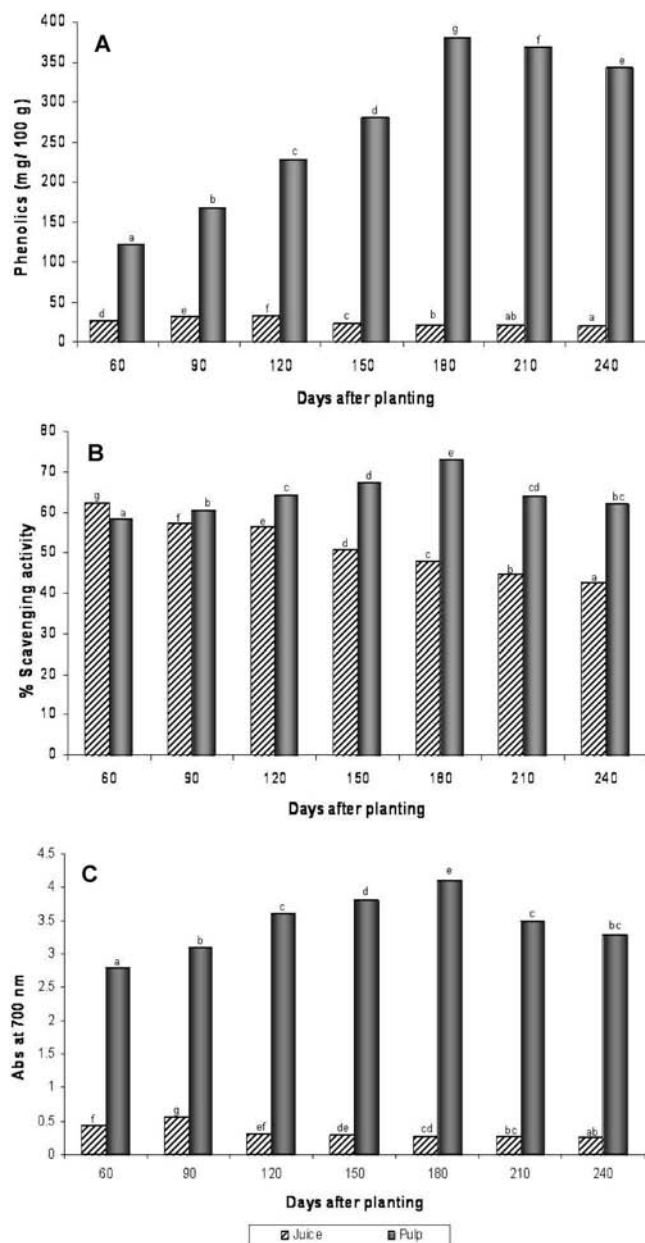 A
Phenolics (mg/ 100 g)
400
350
300
250
200
150
100
50
0
d a e b f c c d b g ab f a e
60 90 120 150 180 210 240
Days after planting
B
% Scavenging activity
80
70
60
50
40
30
20
10
0
g a f b e c d d c e b cd a bc
60 90 120 150 180 210 240
Days after planting
C
Abs at 700 nm
4.5
4
3.5
3
2.5
2
1.5
1
0.5
0
f a g b ef c de d cd e bc c ab bc
60 90 120 150 180 210 240
Days after planting
Juice Pulp